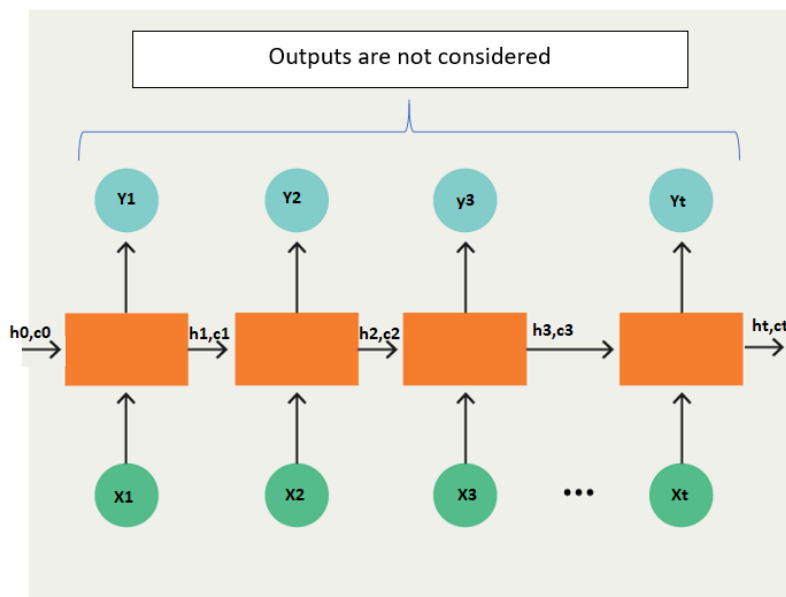 Outputs are not considered
Y1 Y2 y3 Yt
h0,c0 h1,c1 h2,c2 h3,c3 ht,ct
X1 X2 X3 ••• Xt